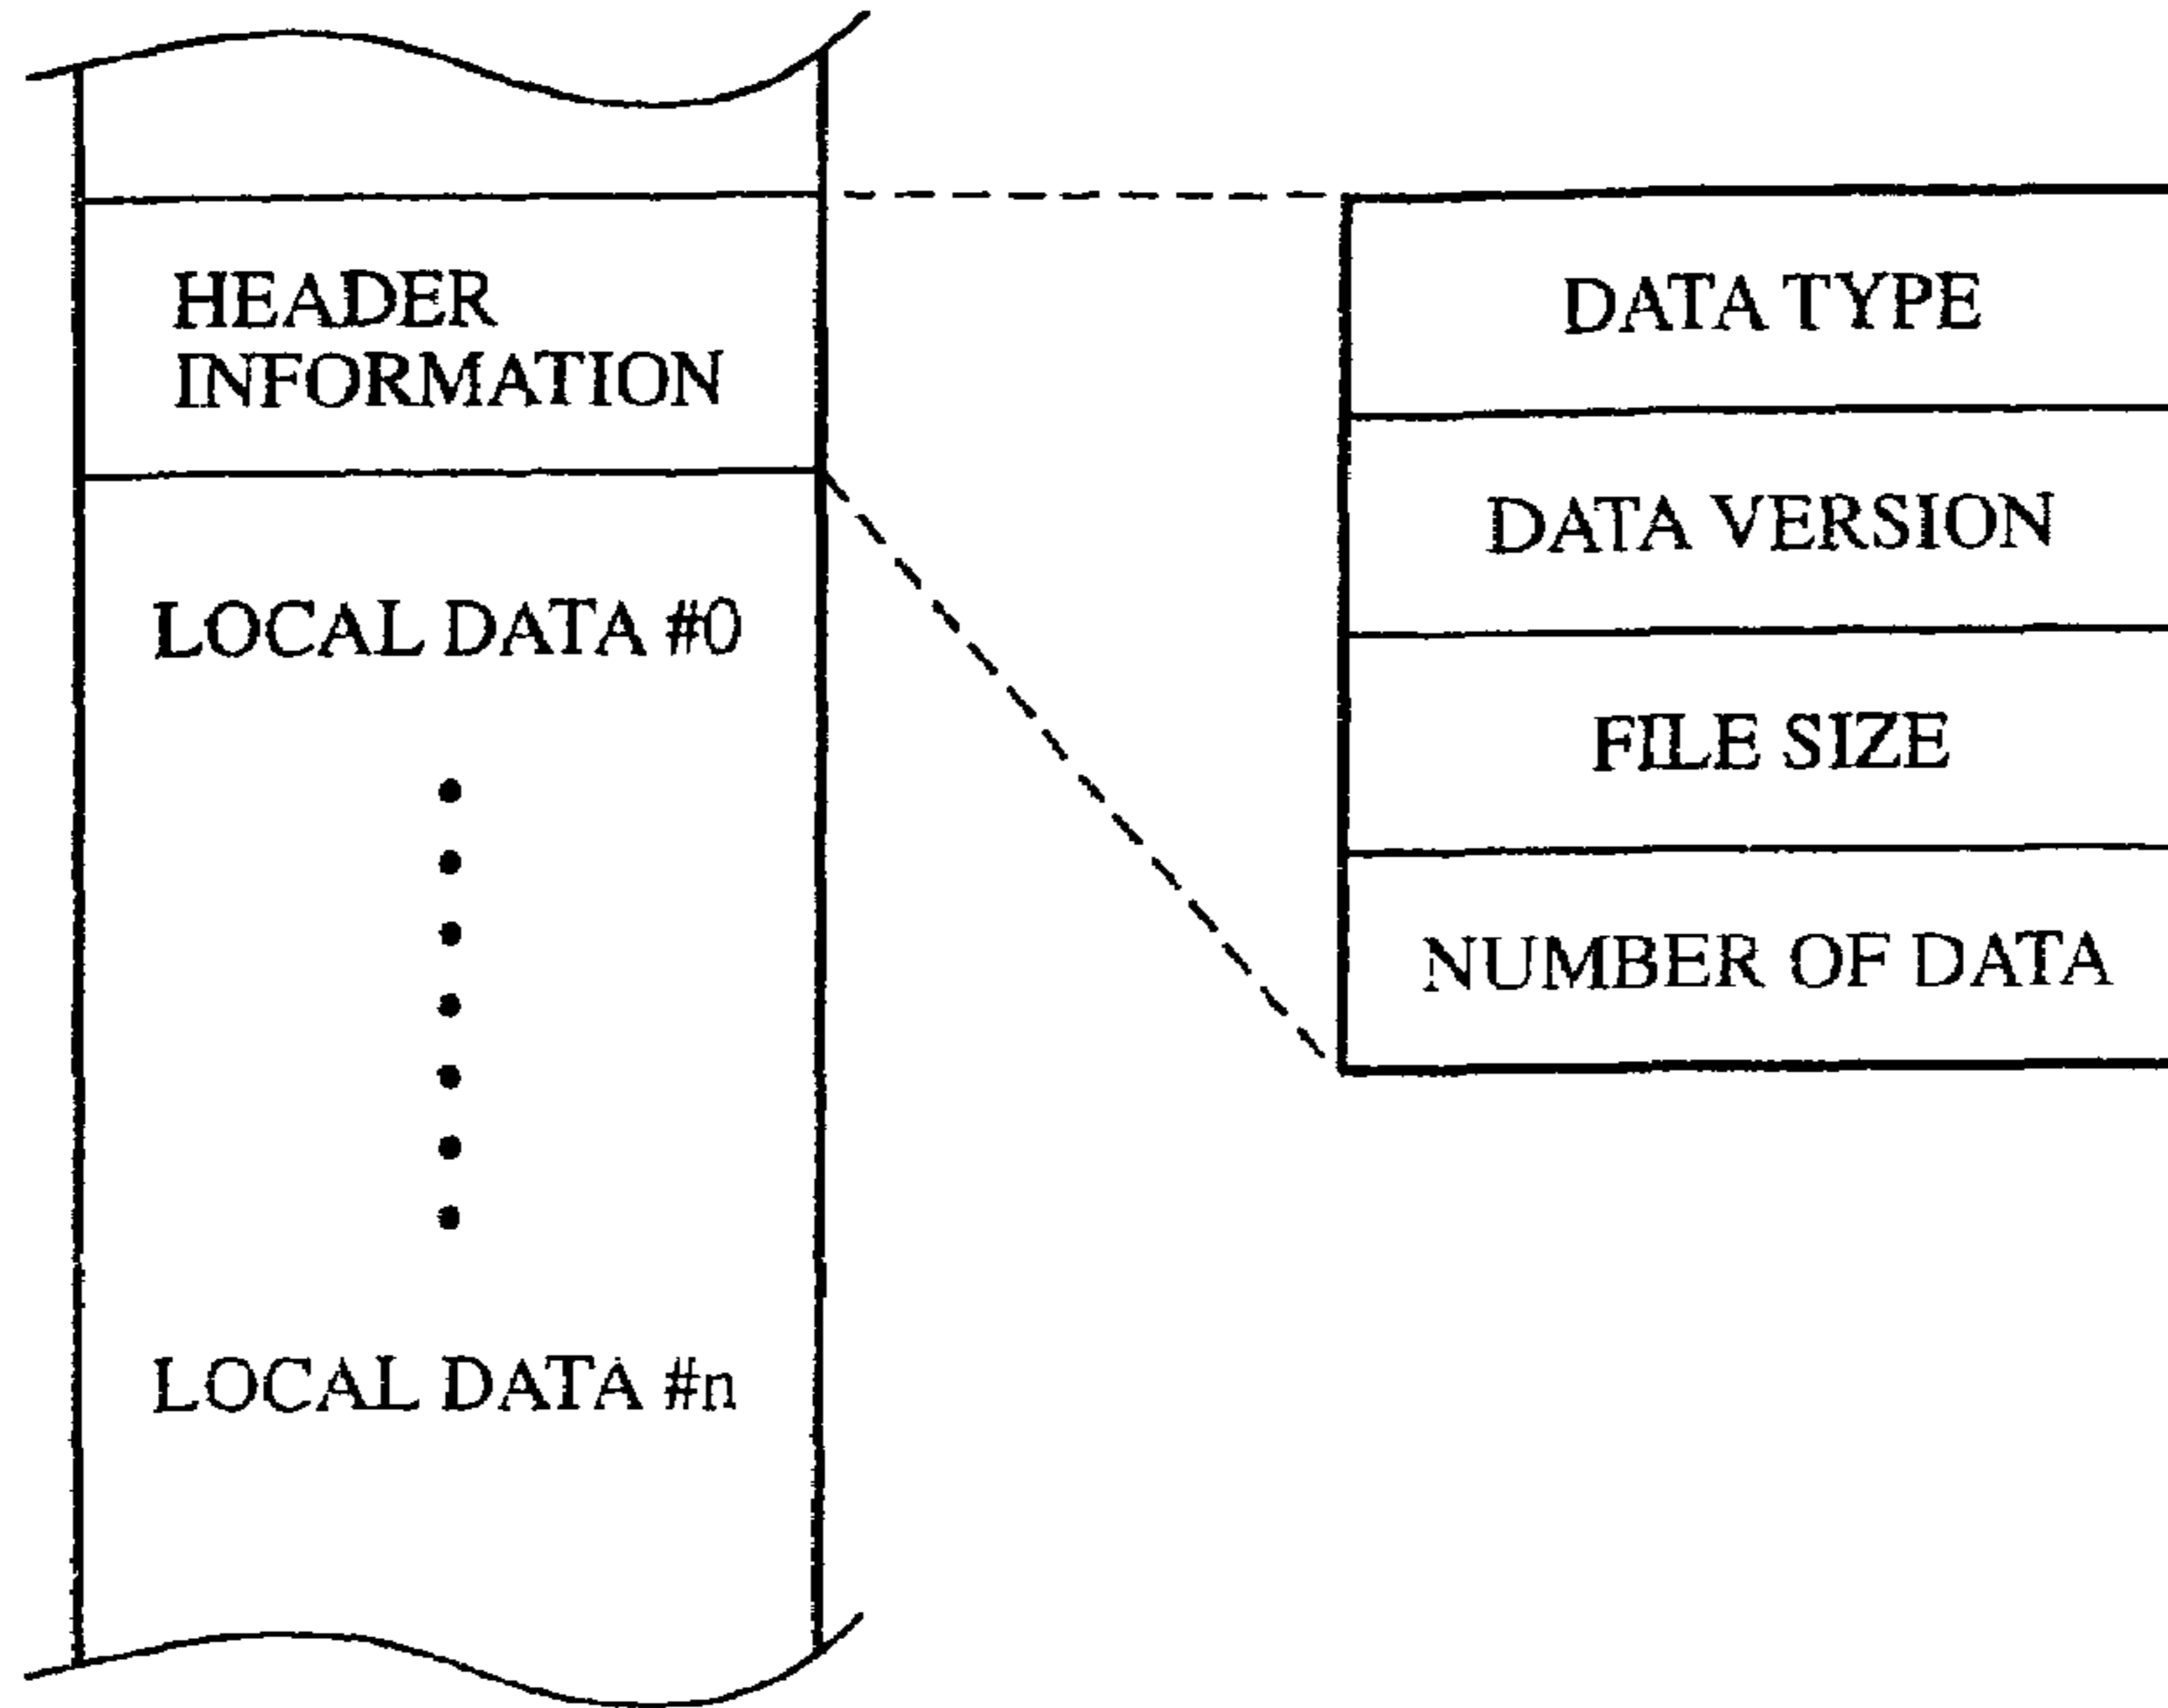 HEADER
INFORMATION
LOCAL DATA #0
LOCAL DATA #n
DATA TYPE
DATA VERSION
FILE SIZE
NUMBER OF DATA